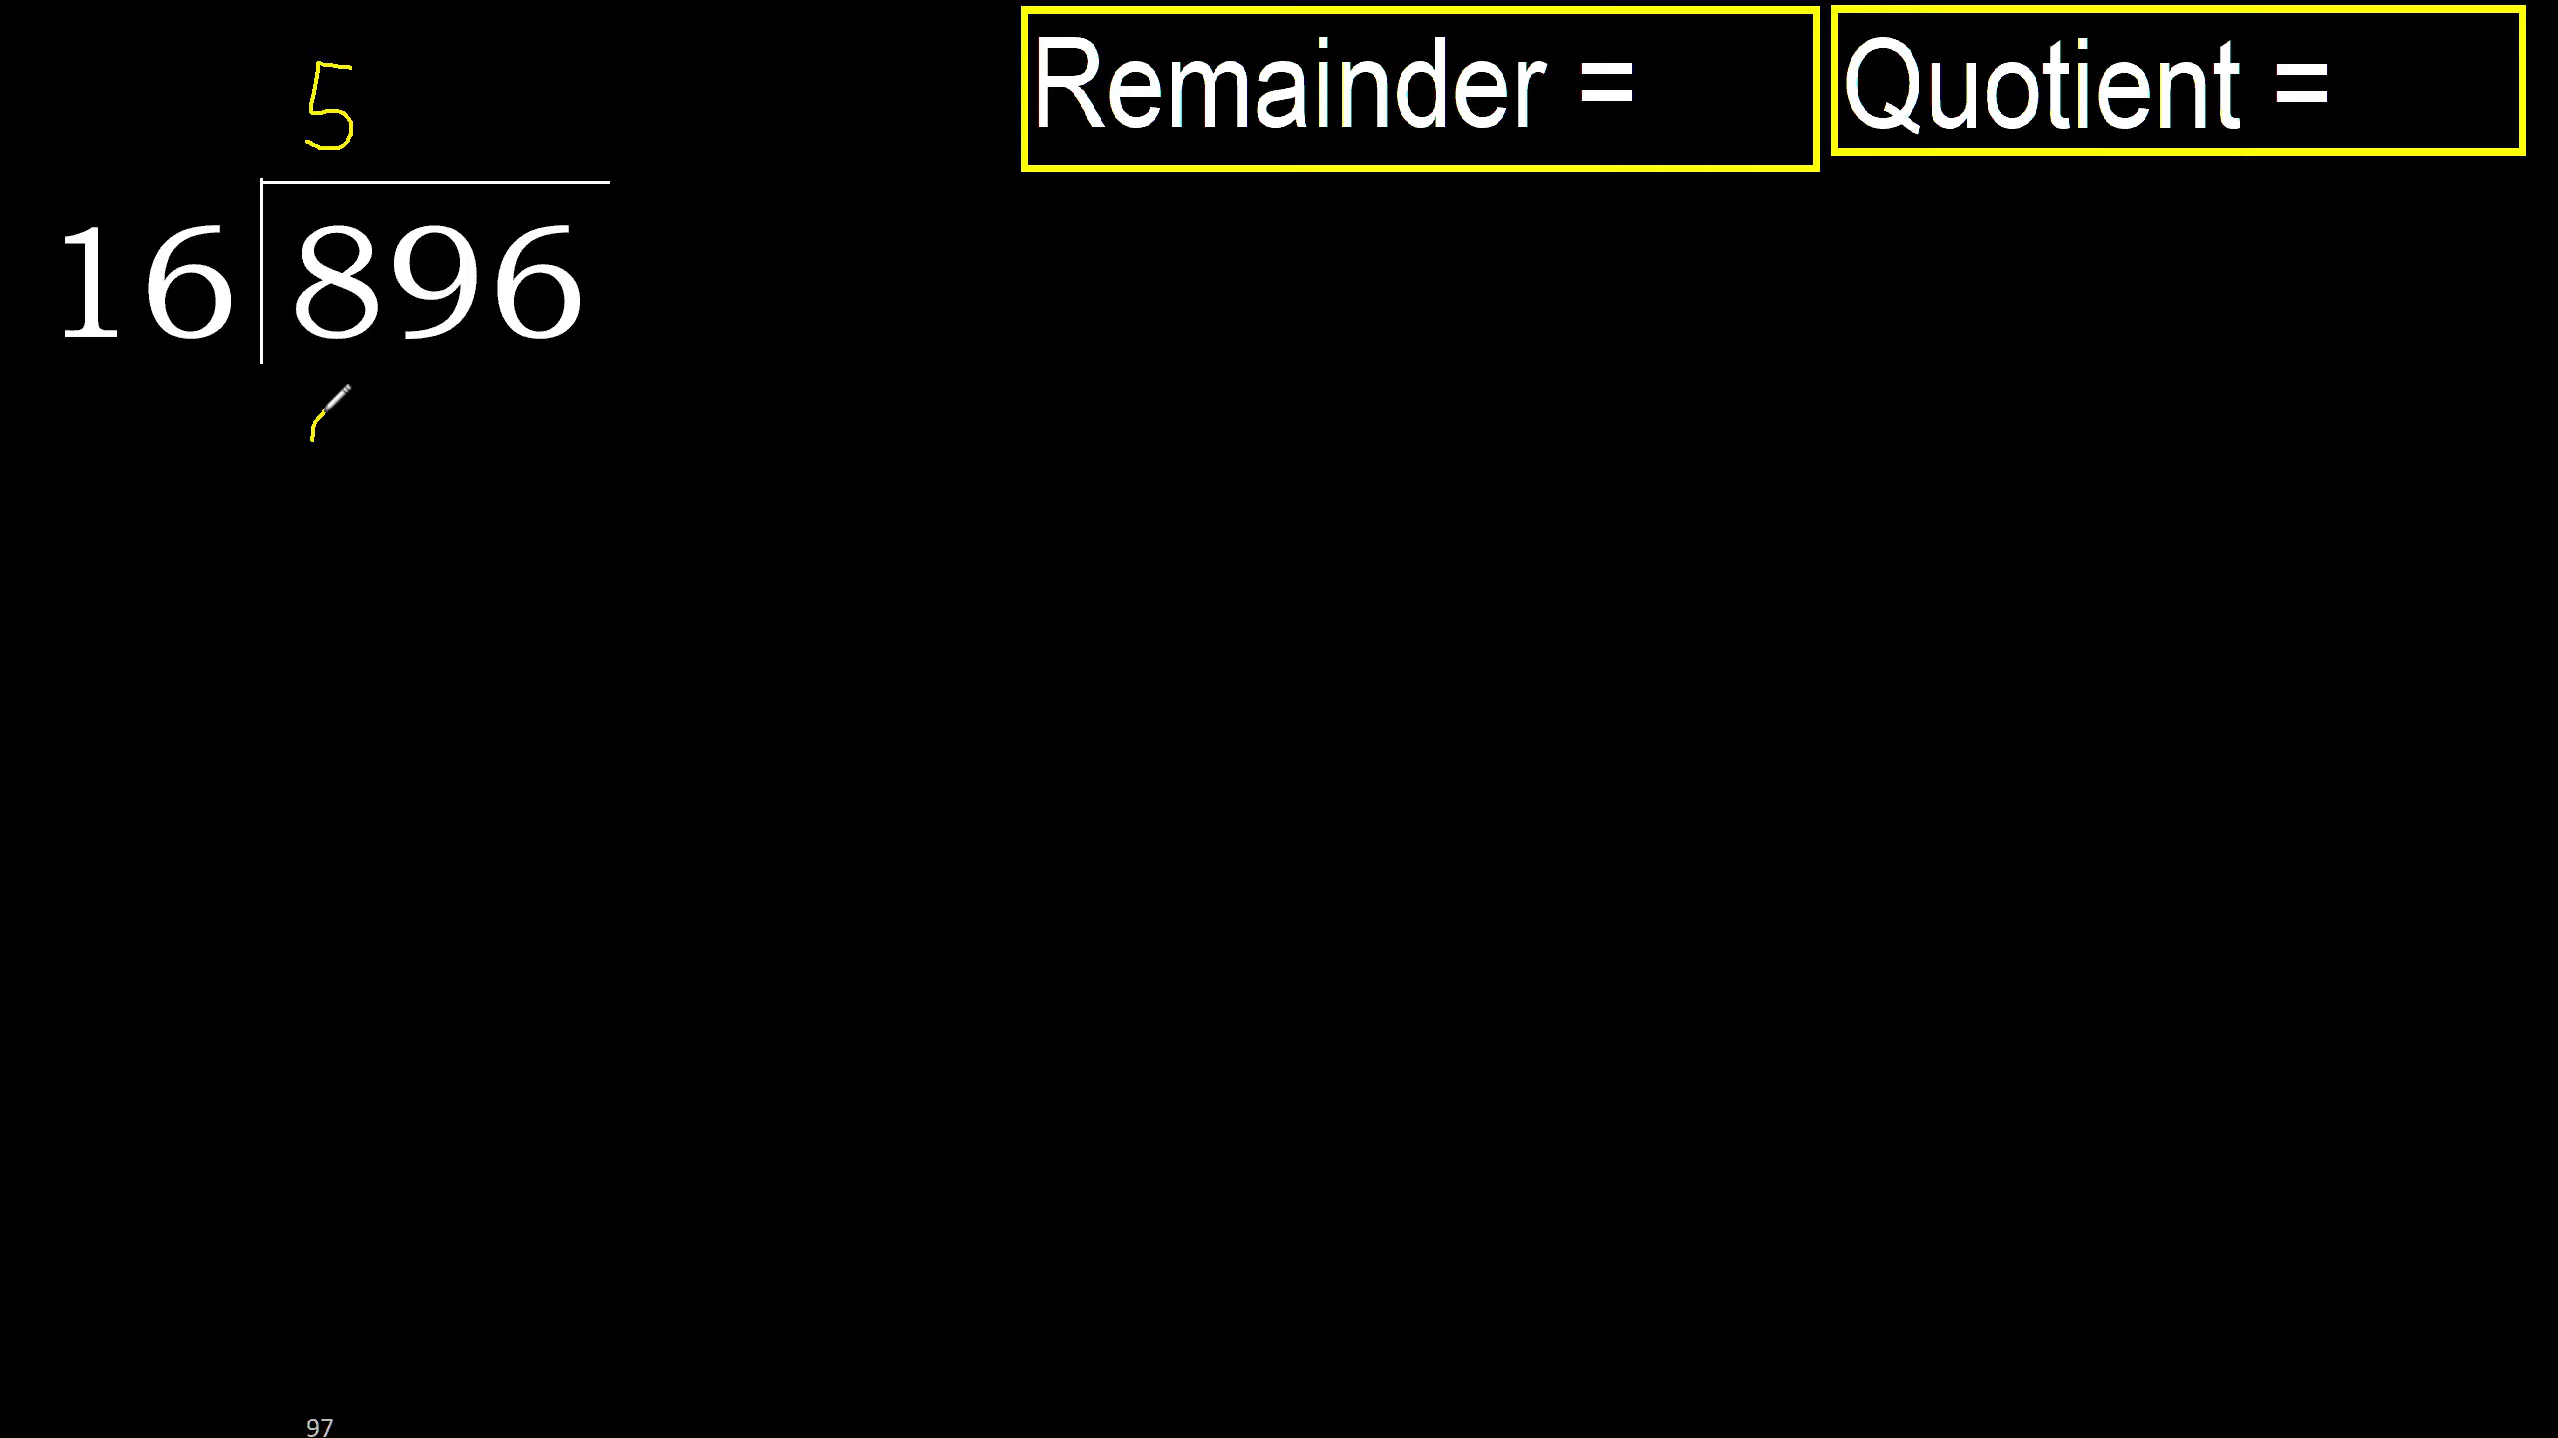 5
16 896
Remainder =
Quotient =
97